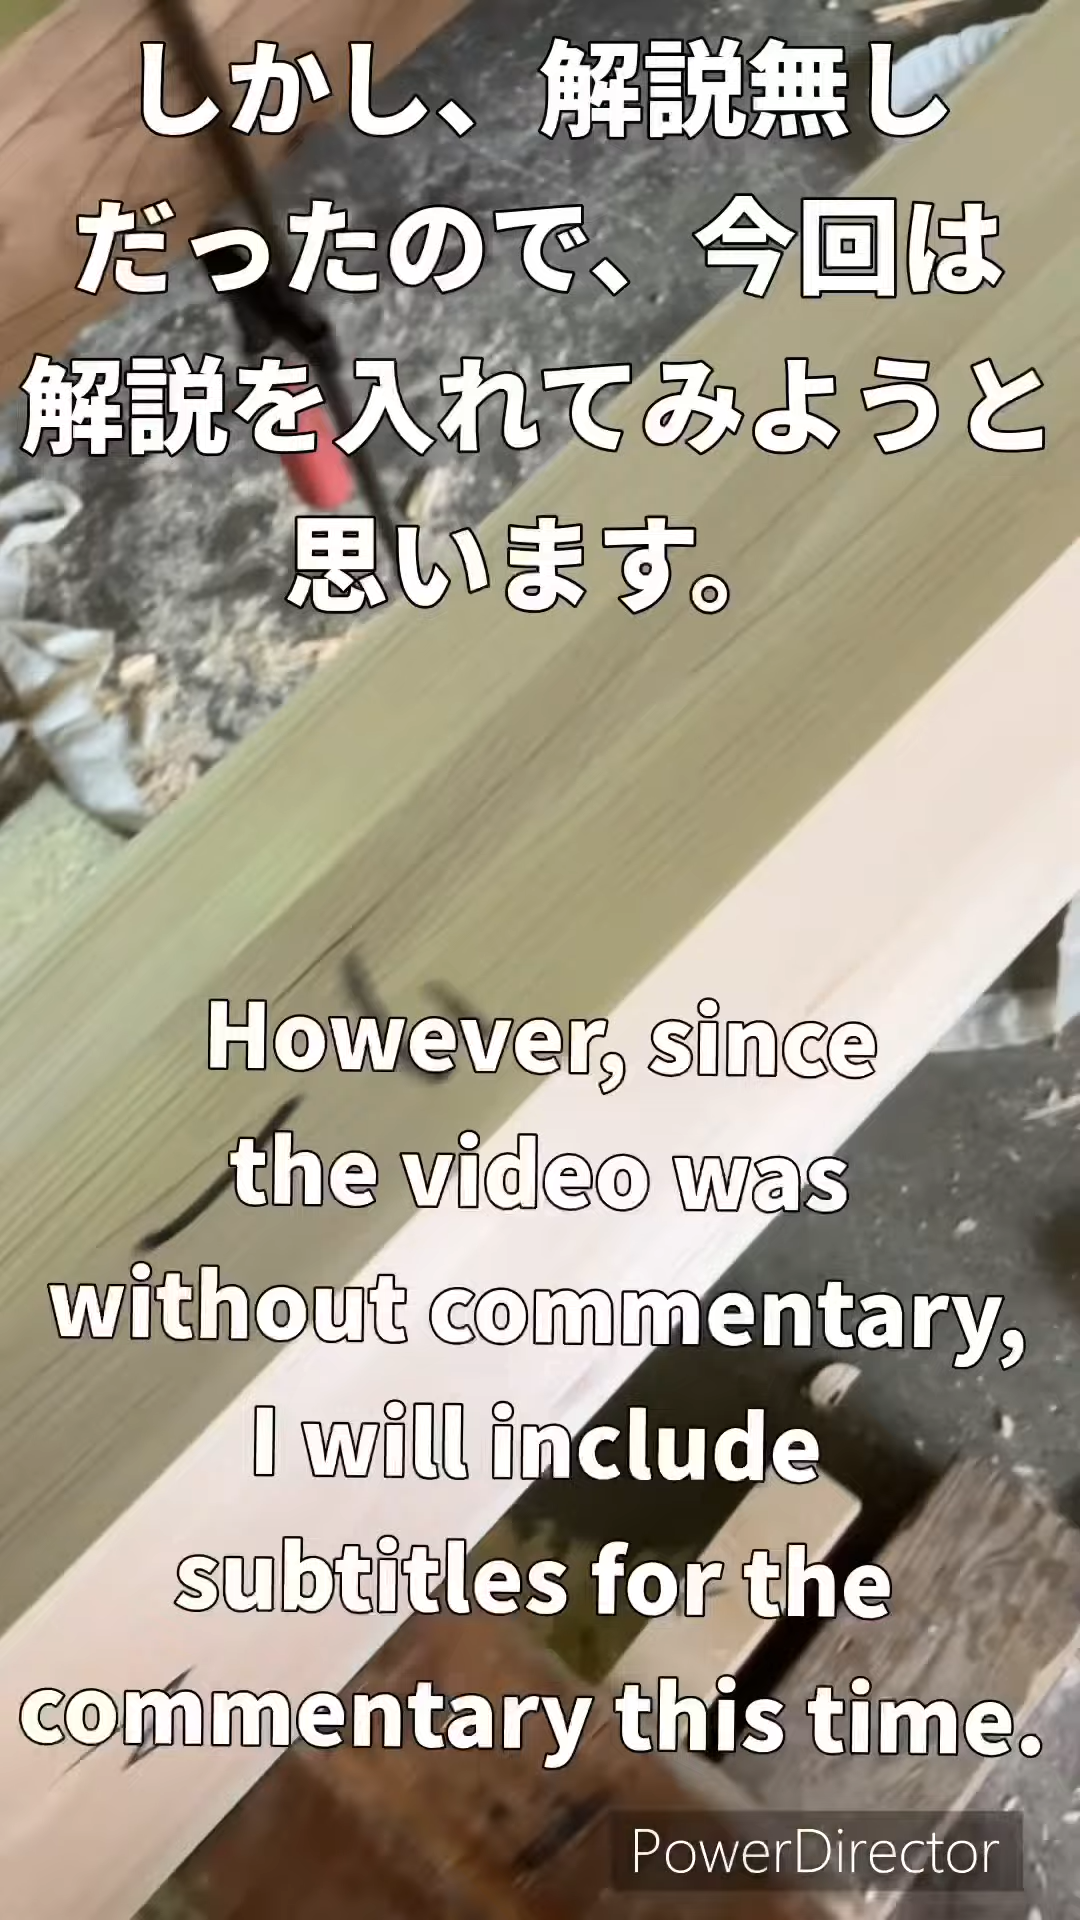 しかし、解説無し
だったので、今回は
解説を入れてみようと
思います。
However, since
the video was
without commentary,
I will include
subtitles for the
commentary this time.
PowerDirector